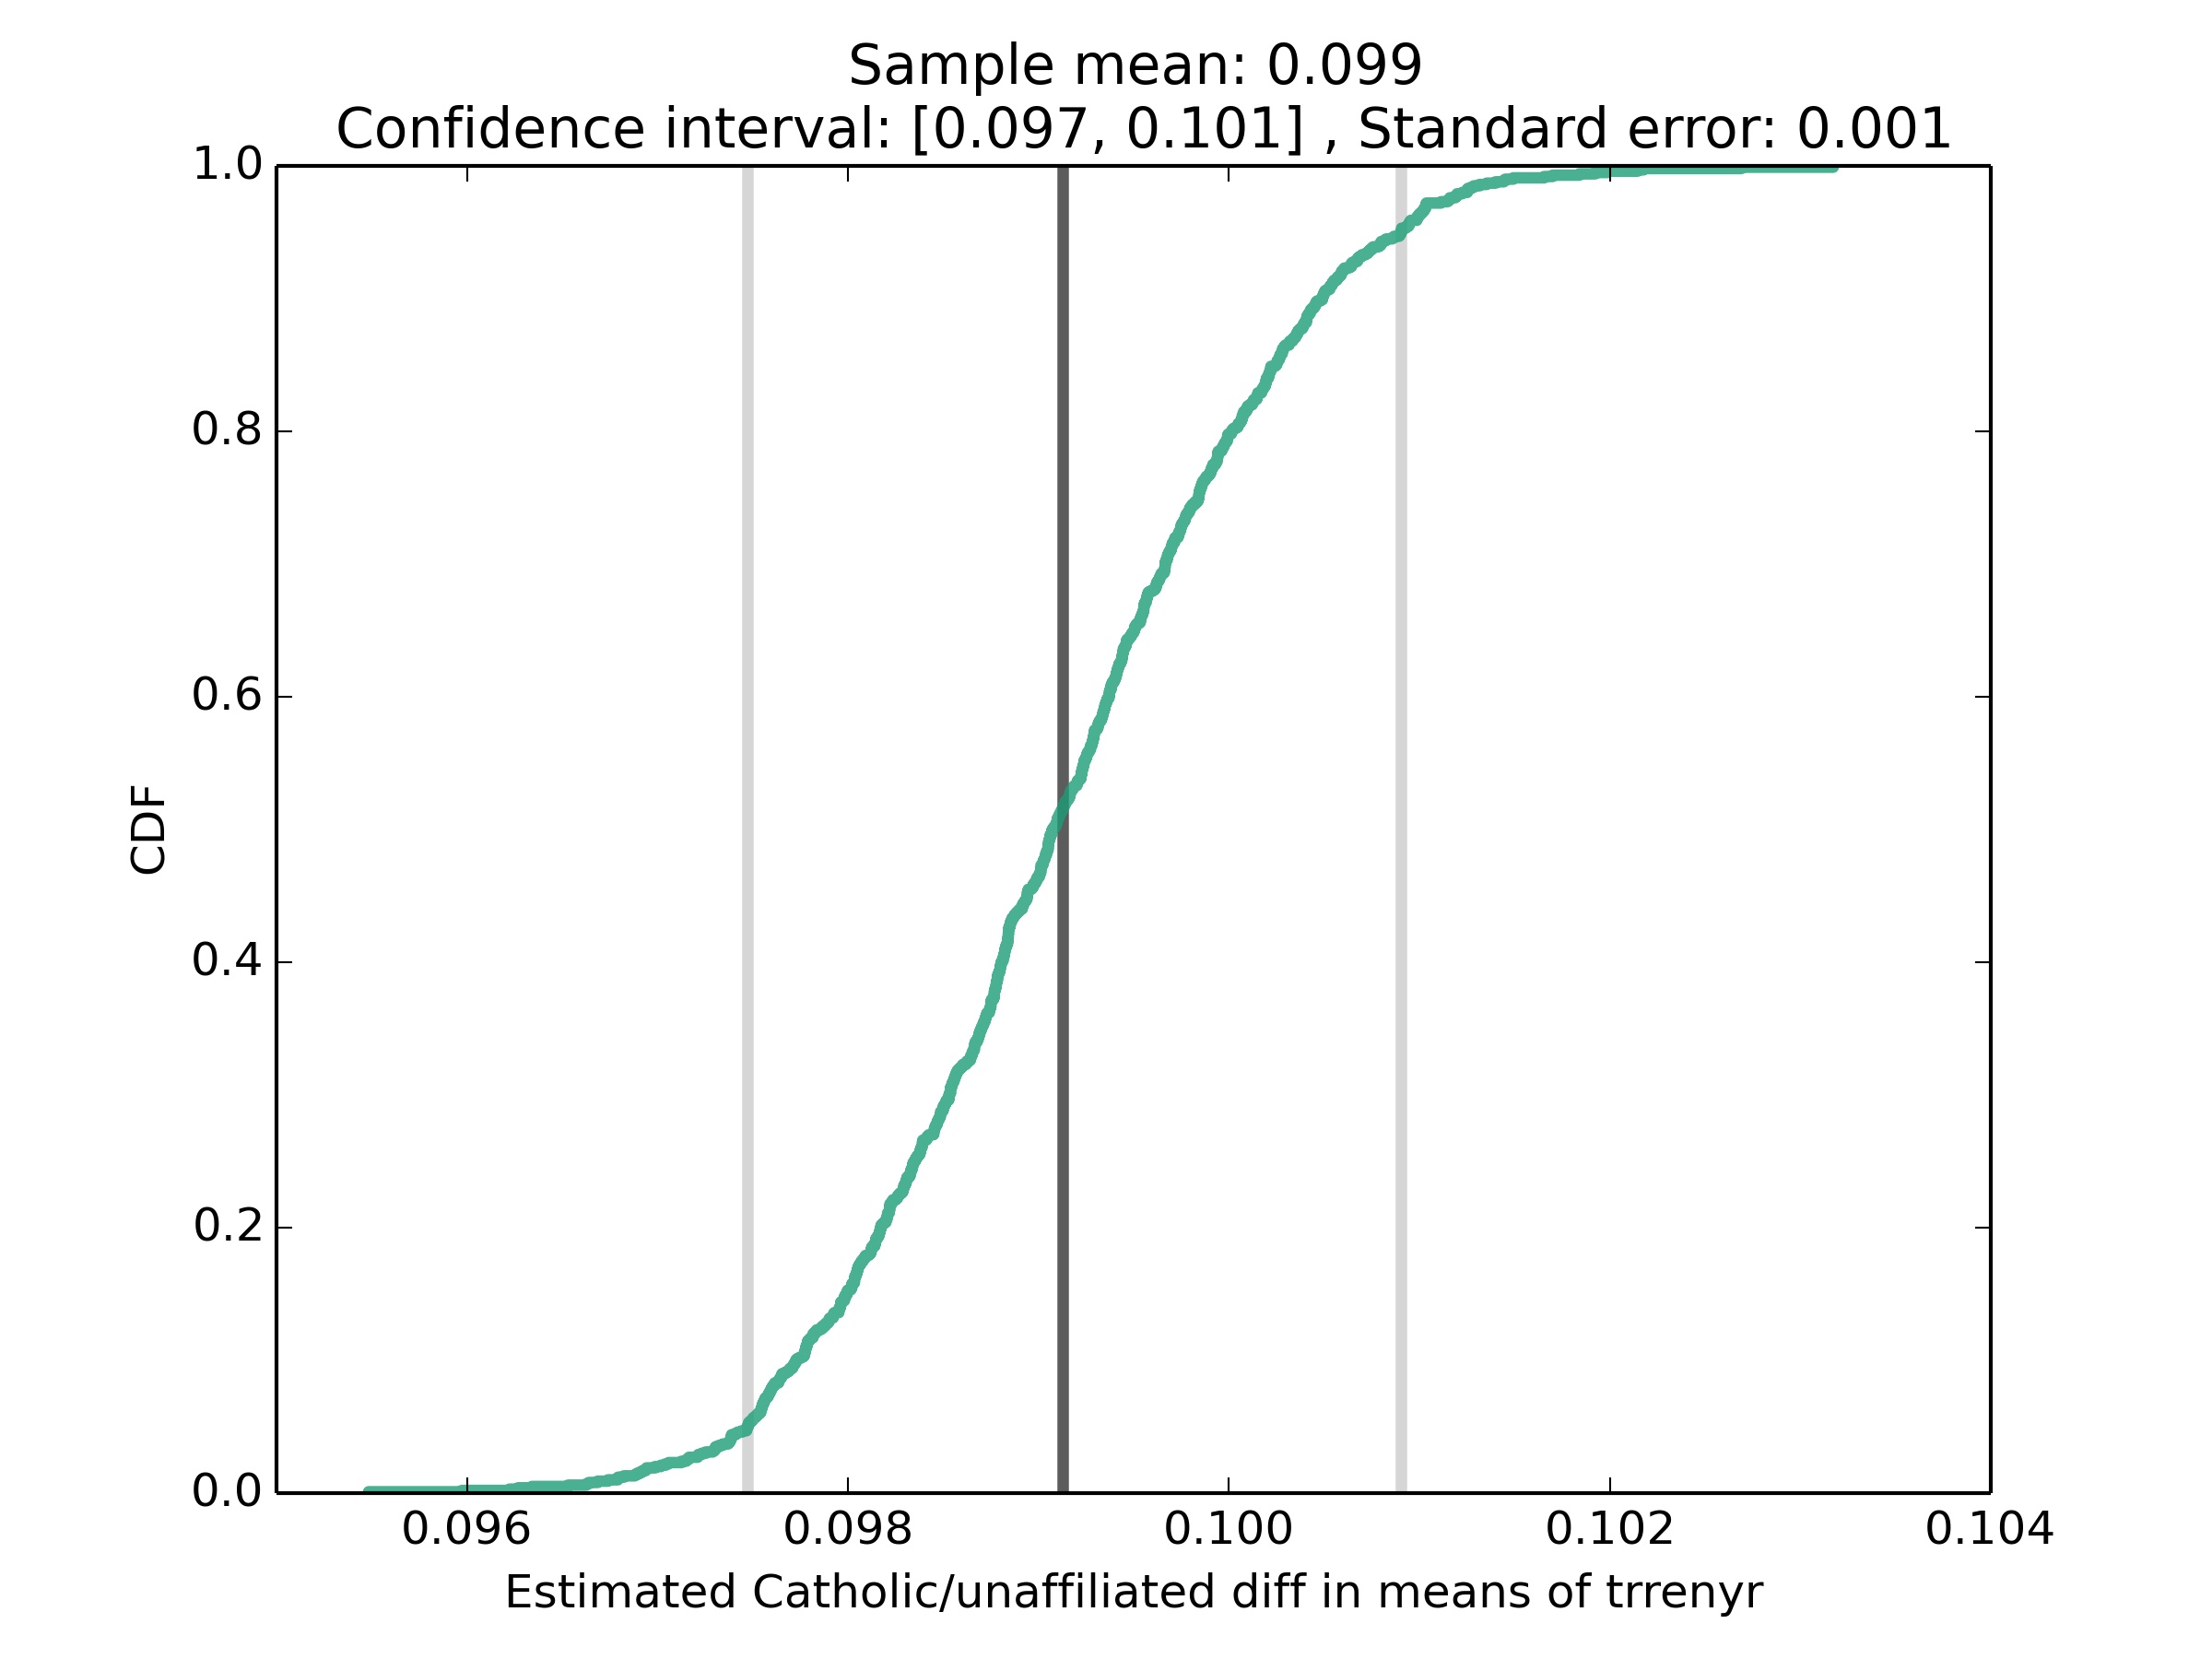 Sample mean: 0.099
Confidence interval: [0.097, 0.101] , Standard error: 0.001
1.0
0.8
0.6
0.4
0.2
0.0
CDF
0.096 0.098 0.100 0.102 0.104
Estimated Catholic/unaffiliated diff in means of trrenyr